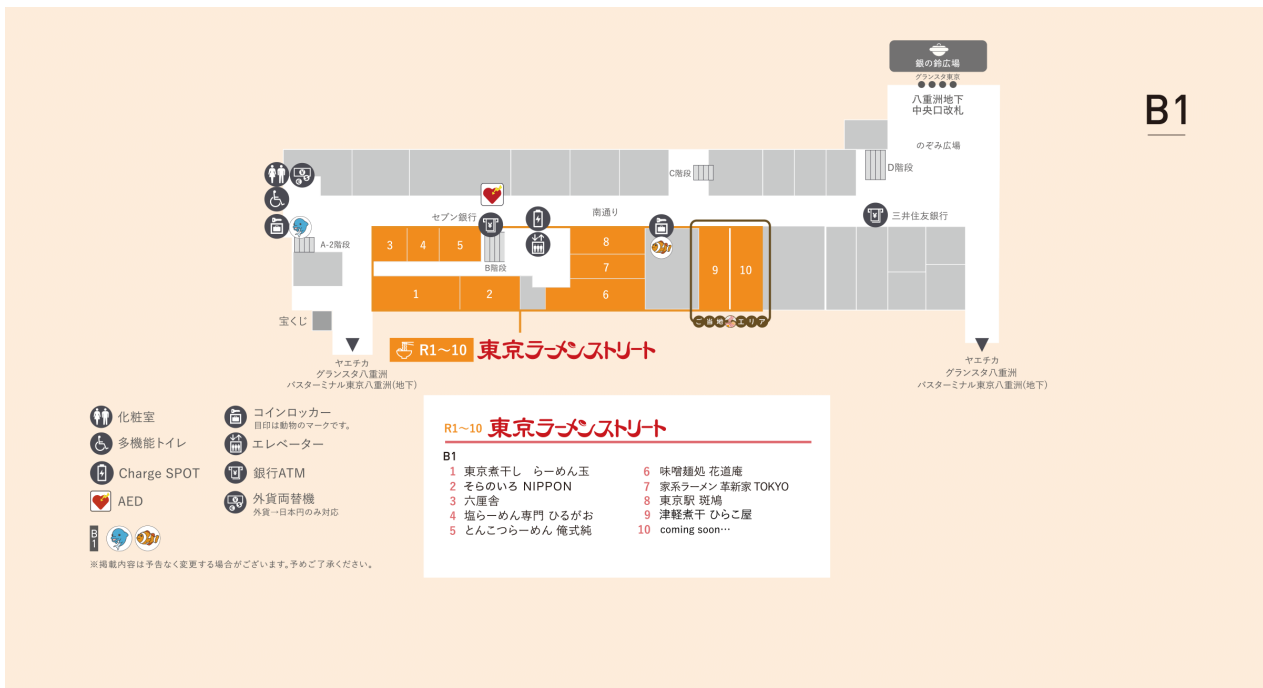 銀の鈴広場
グランスタ東京
八重洲地下
中央口改札
B1
のぞみ広場
C階段
D階段
セブン銀行
南通り
三井住友銀行
A-2階段
3 4 5
B階段
8
7
9 10
1 2 6
宝くじ
ご当地エリア
R1~10 東京ラーメンストリート
ヤエチカ
グランスタ八重洲
バスターミナル東京八重洲(地下)
ヤエチカ
グランスタ八重洲
バスターミナル東京八重洲(地下)
化粧室
多機能トイレ
Charge SPOT
AED
コインロッカー
目印は動物のマークです。
エレベーター
銀行ATM
外貨両替機
外貨→日本円のみ対応
B1
※掲載内容は予告なく変更する場合がございます。予めご了承ください。
R1~10 東京ラーメンストリート
B1
1 東京煮干し らーめん玉
2 そらのいろ NIPPON
3 六厘舎
4 塩らーめん専門 ひるがお
5 とんこつらーめん 俺式純
6 味噌麺処 花道庵
7 家系ラーメン 革新家 TOKYO
8 東京駅 斑鳩
9 津軽煮干 ひらこ屋
10 coming soon…